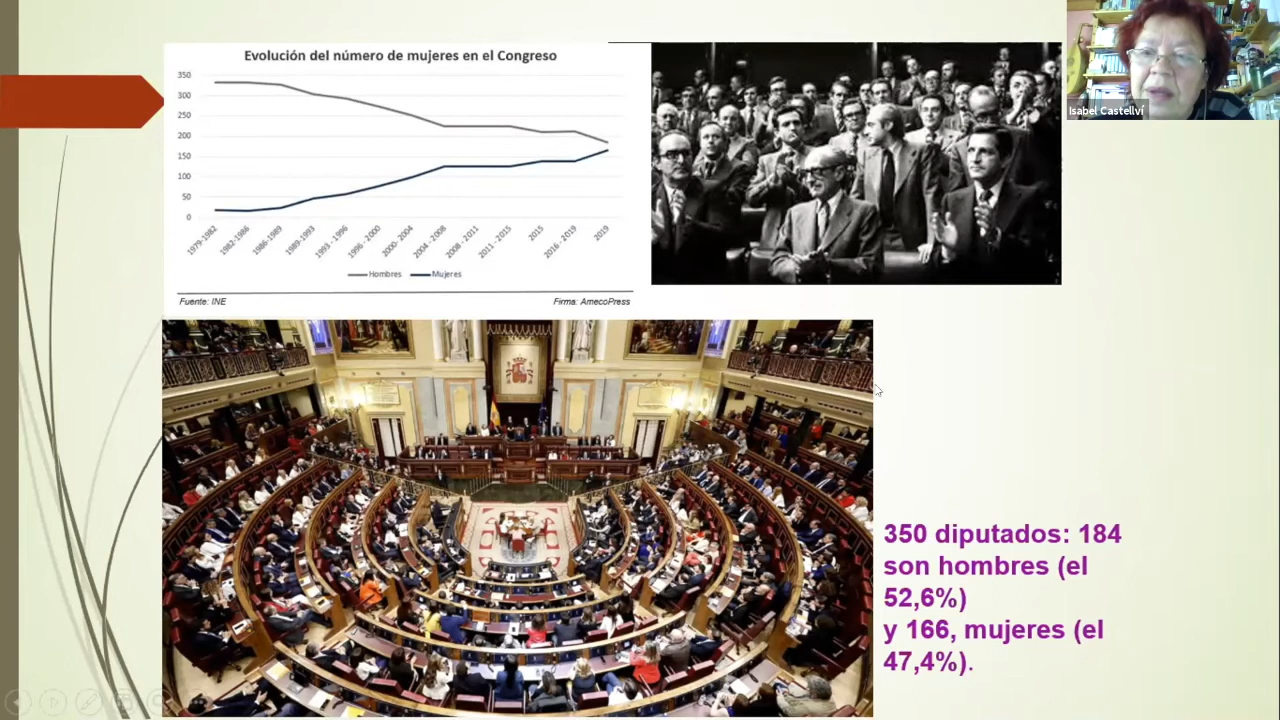 Evolución del número de mujeres en el Congreso
350
300
250
200
150
100
50
0
1979-1982
1982-1986
1986-1989
1989-1993
1993 - 1996
1996 - 2000
2000- 2004
2004 - 2008
2008 - 2011
2011 - 2015
2015
2016 - 2019
2019
Hombres
Mujeres
Fuente: INE
Firma: AmecoPress
Isabel Castellví
350 diputados: 184
son hombres (el
52,6%)
y 166, mujeres (el
47,4%).